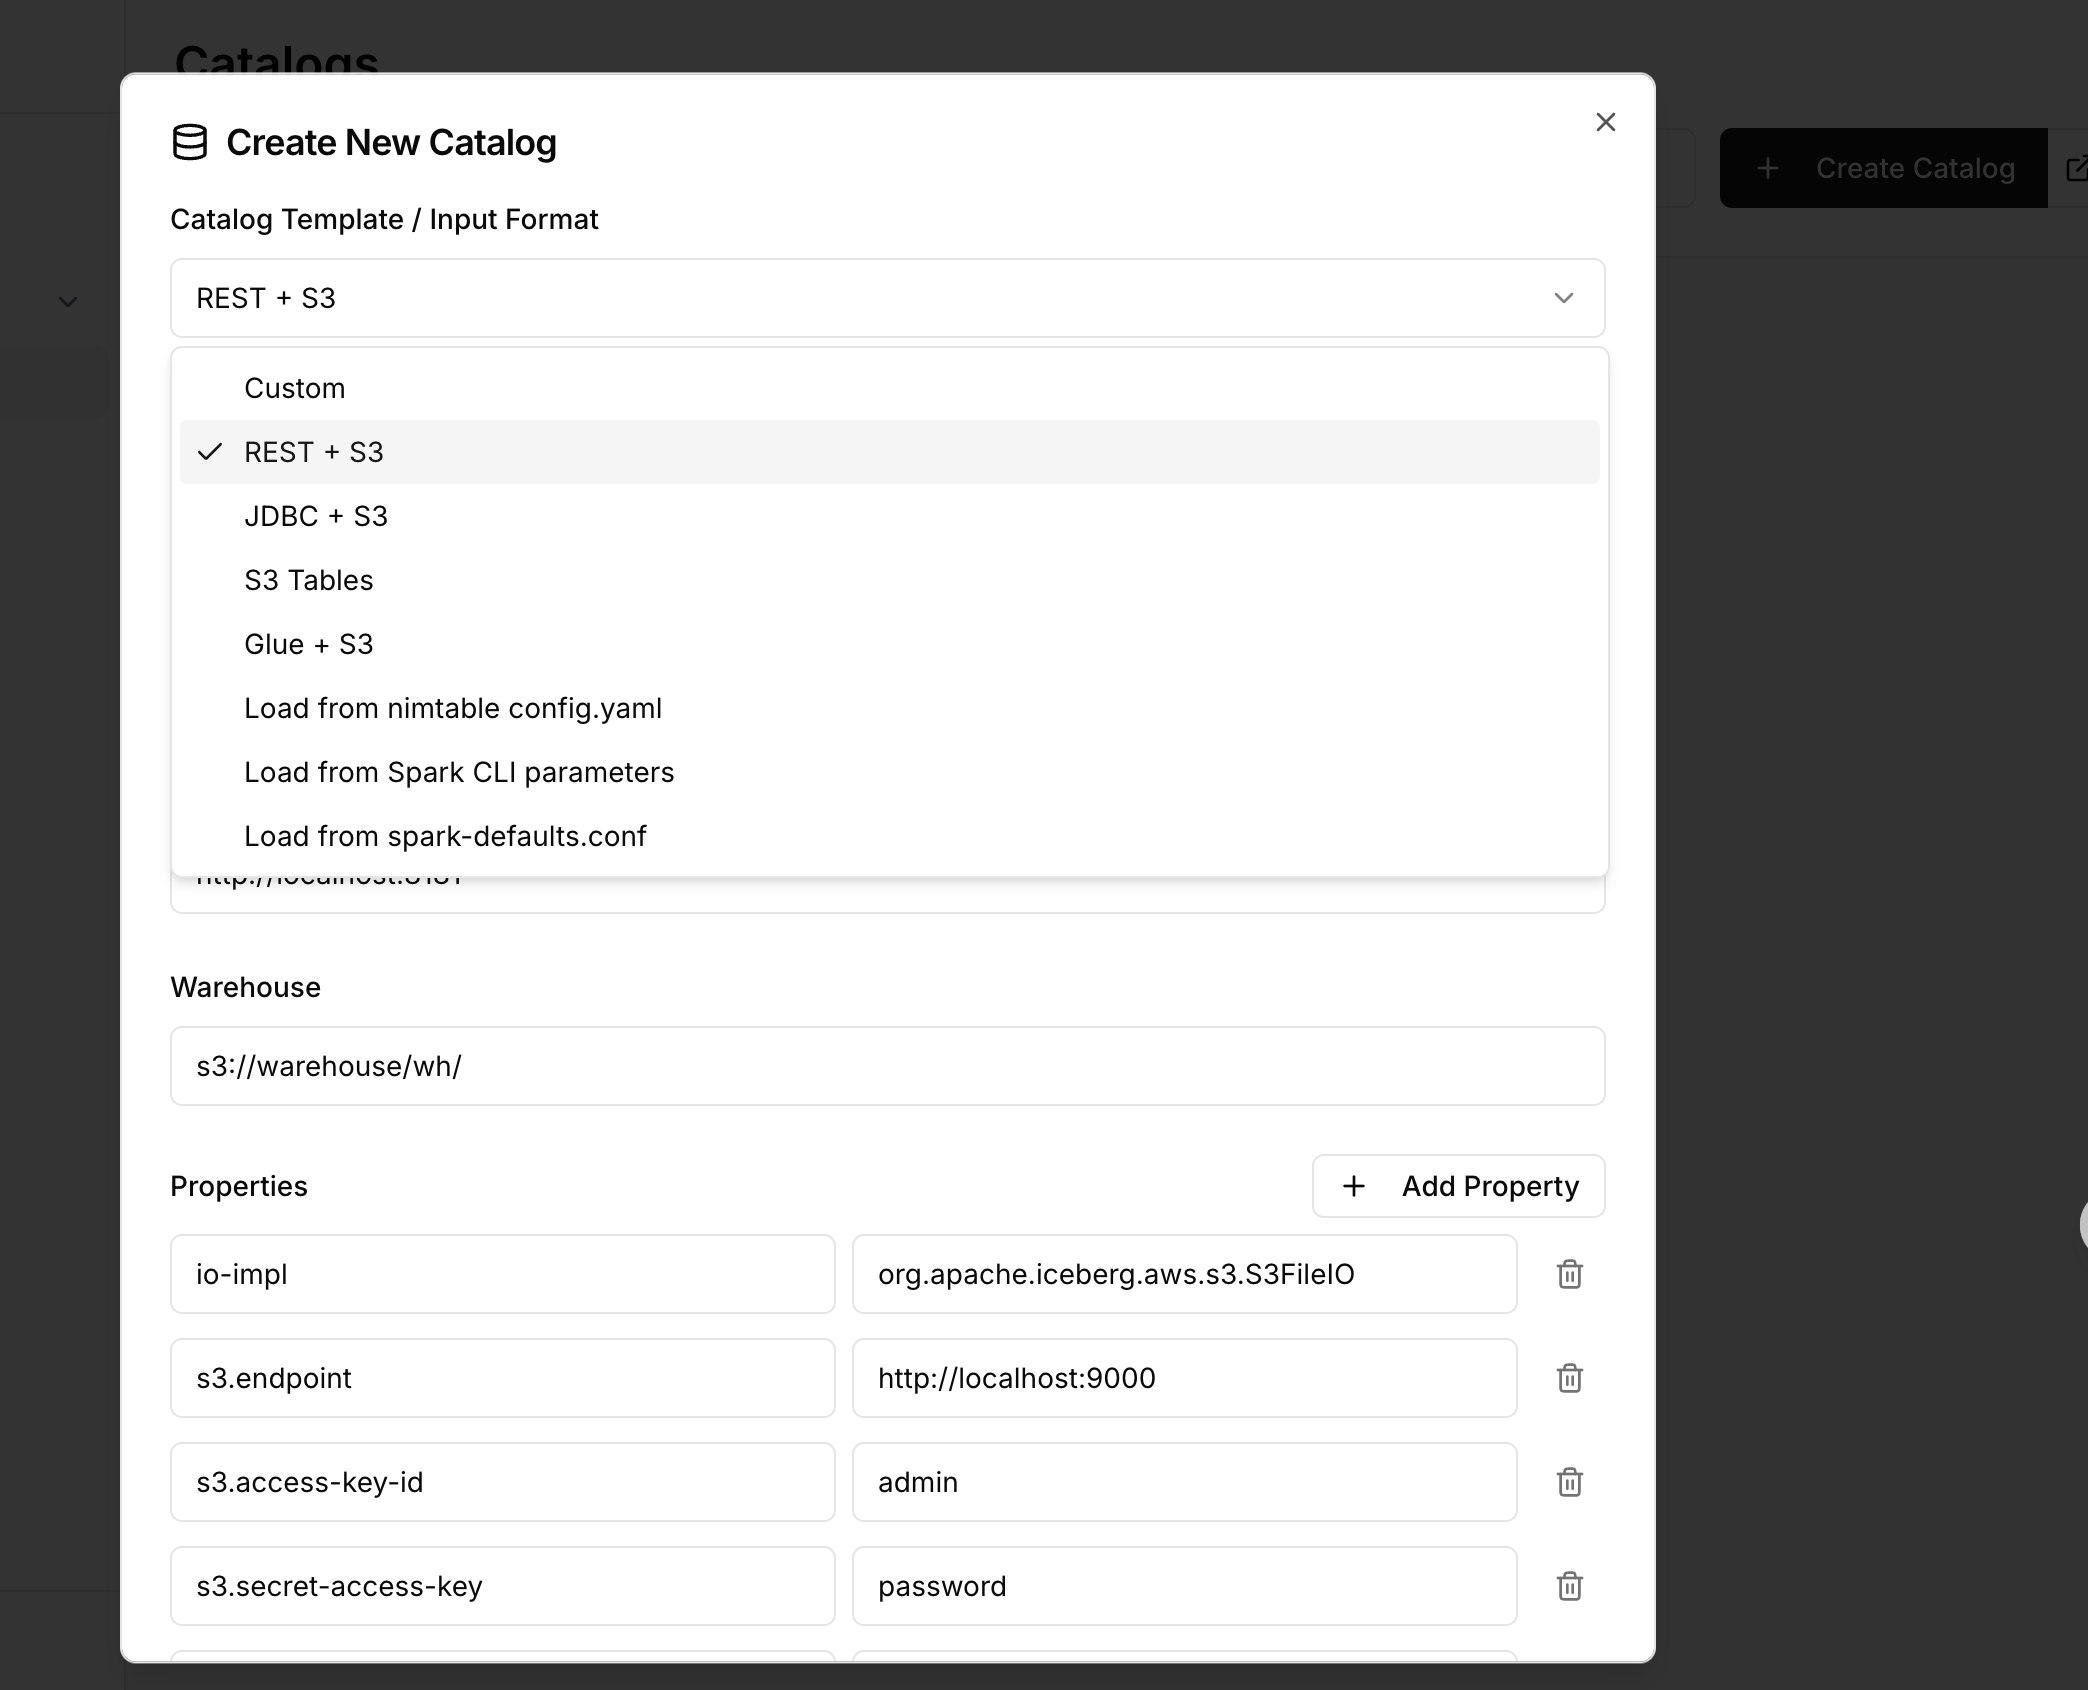 Catalogs
Create Catalog
Create New Catalog
Catalog Template / Input Format
REST + S3
Custom
REST + S3
JDBC + S3
S3 Tables
Glue + S3
Load from nimtable config.yaml
Load from Spark CLI parameters
Load from spark-defaults.conf
http://localhost:8181
Warehouse
s3://warehouse/wh/
Properties
Add Property
io-impl org.apache.iceberg.aws.s3.S3FileIO
s3.endpoint http://localhost:9000
s3.access-key-id admin
s3.secret-access-key password